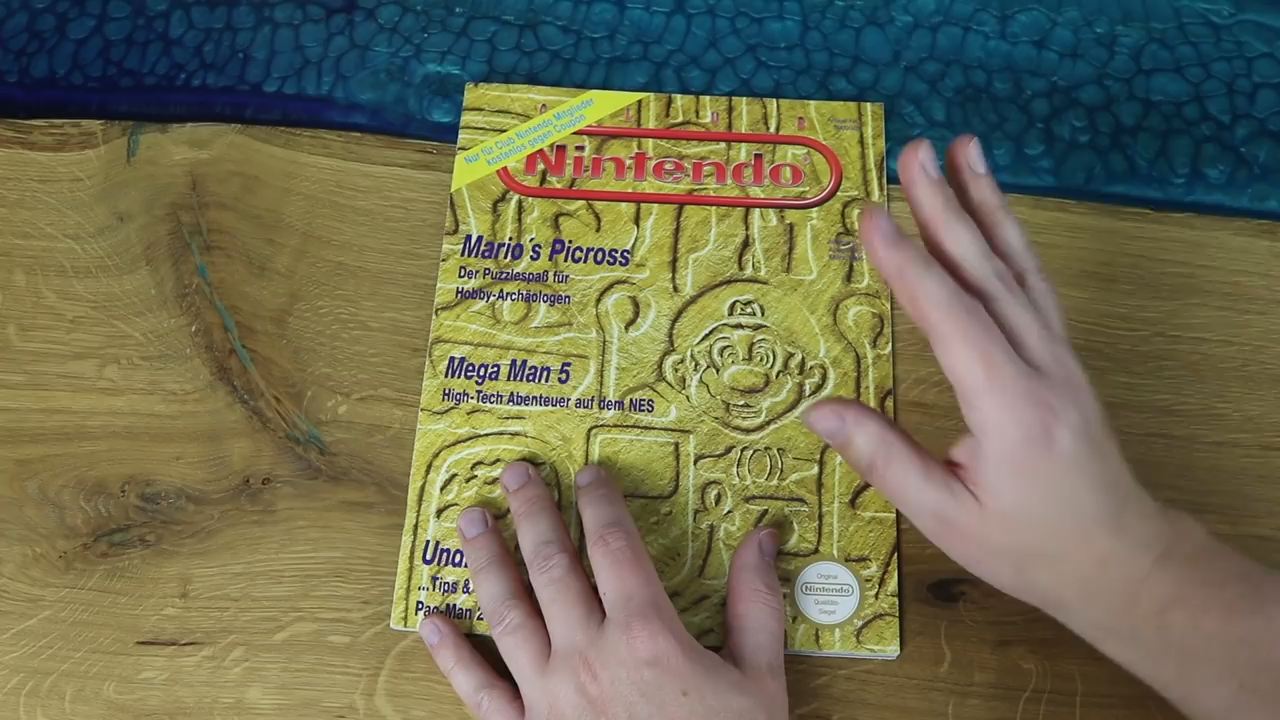 Nur für Club Nintendo Mitglieder
kostenlos gegen Coupon
Nintendo
Mario´s Picross
Der Puzzlespaß für
Hobby-Archäologen
Mega Man 5
High-Tech Abenteuer auf dem NES
...Tips &
Pac-Man 2
Original
Nintendo
Qualitäts-
Siegel